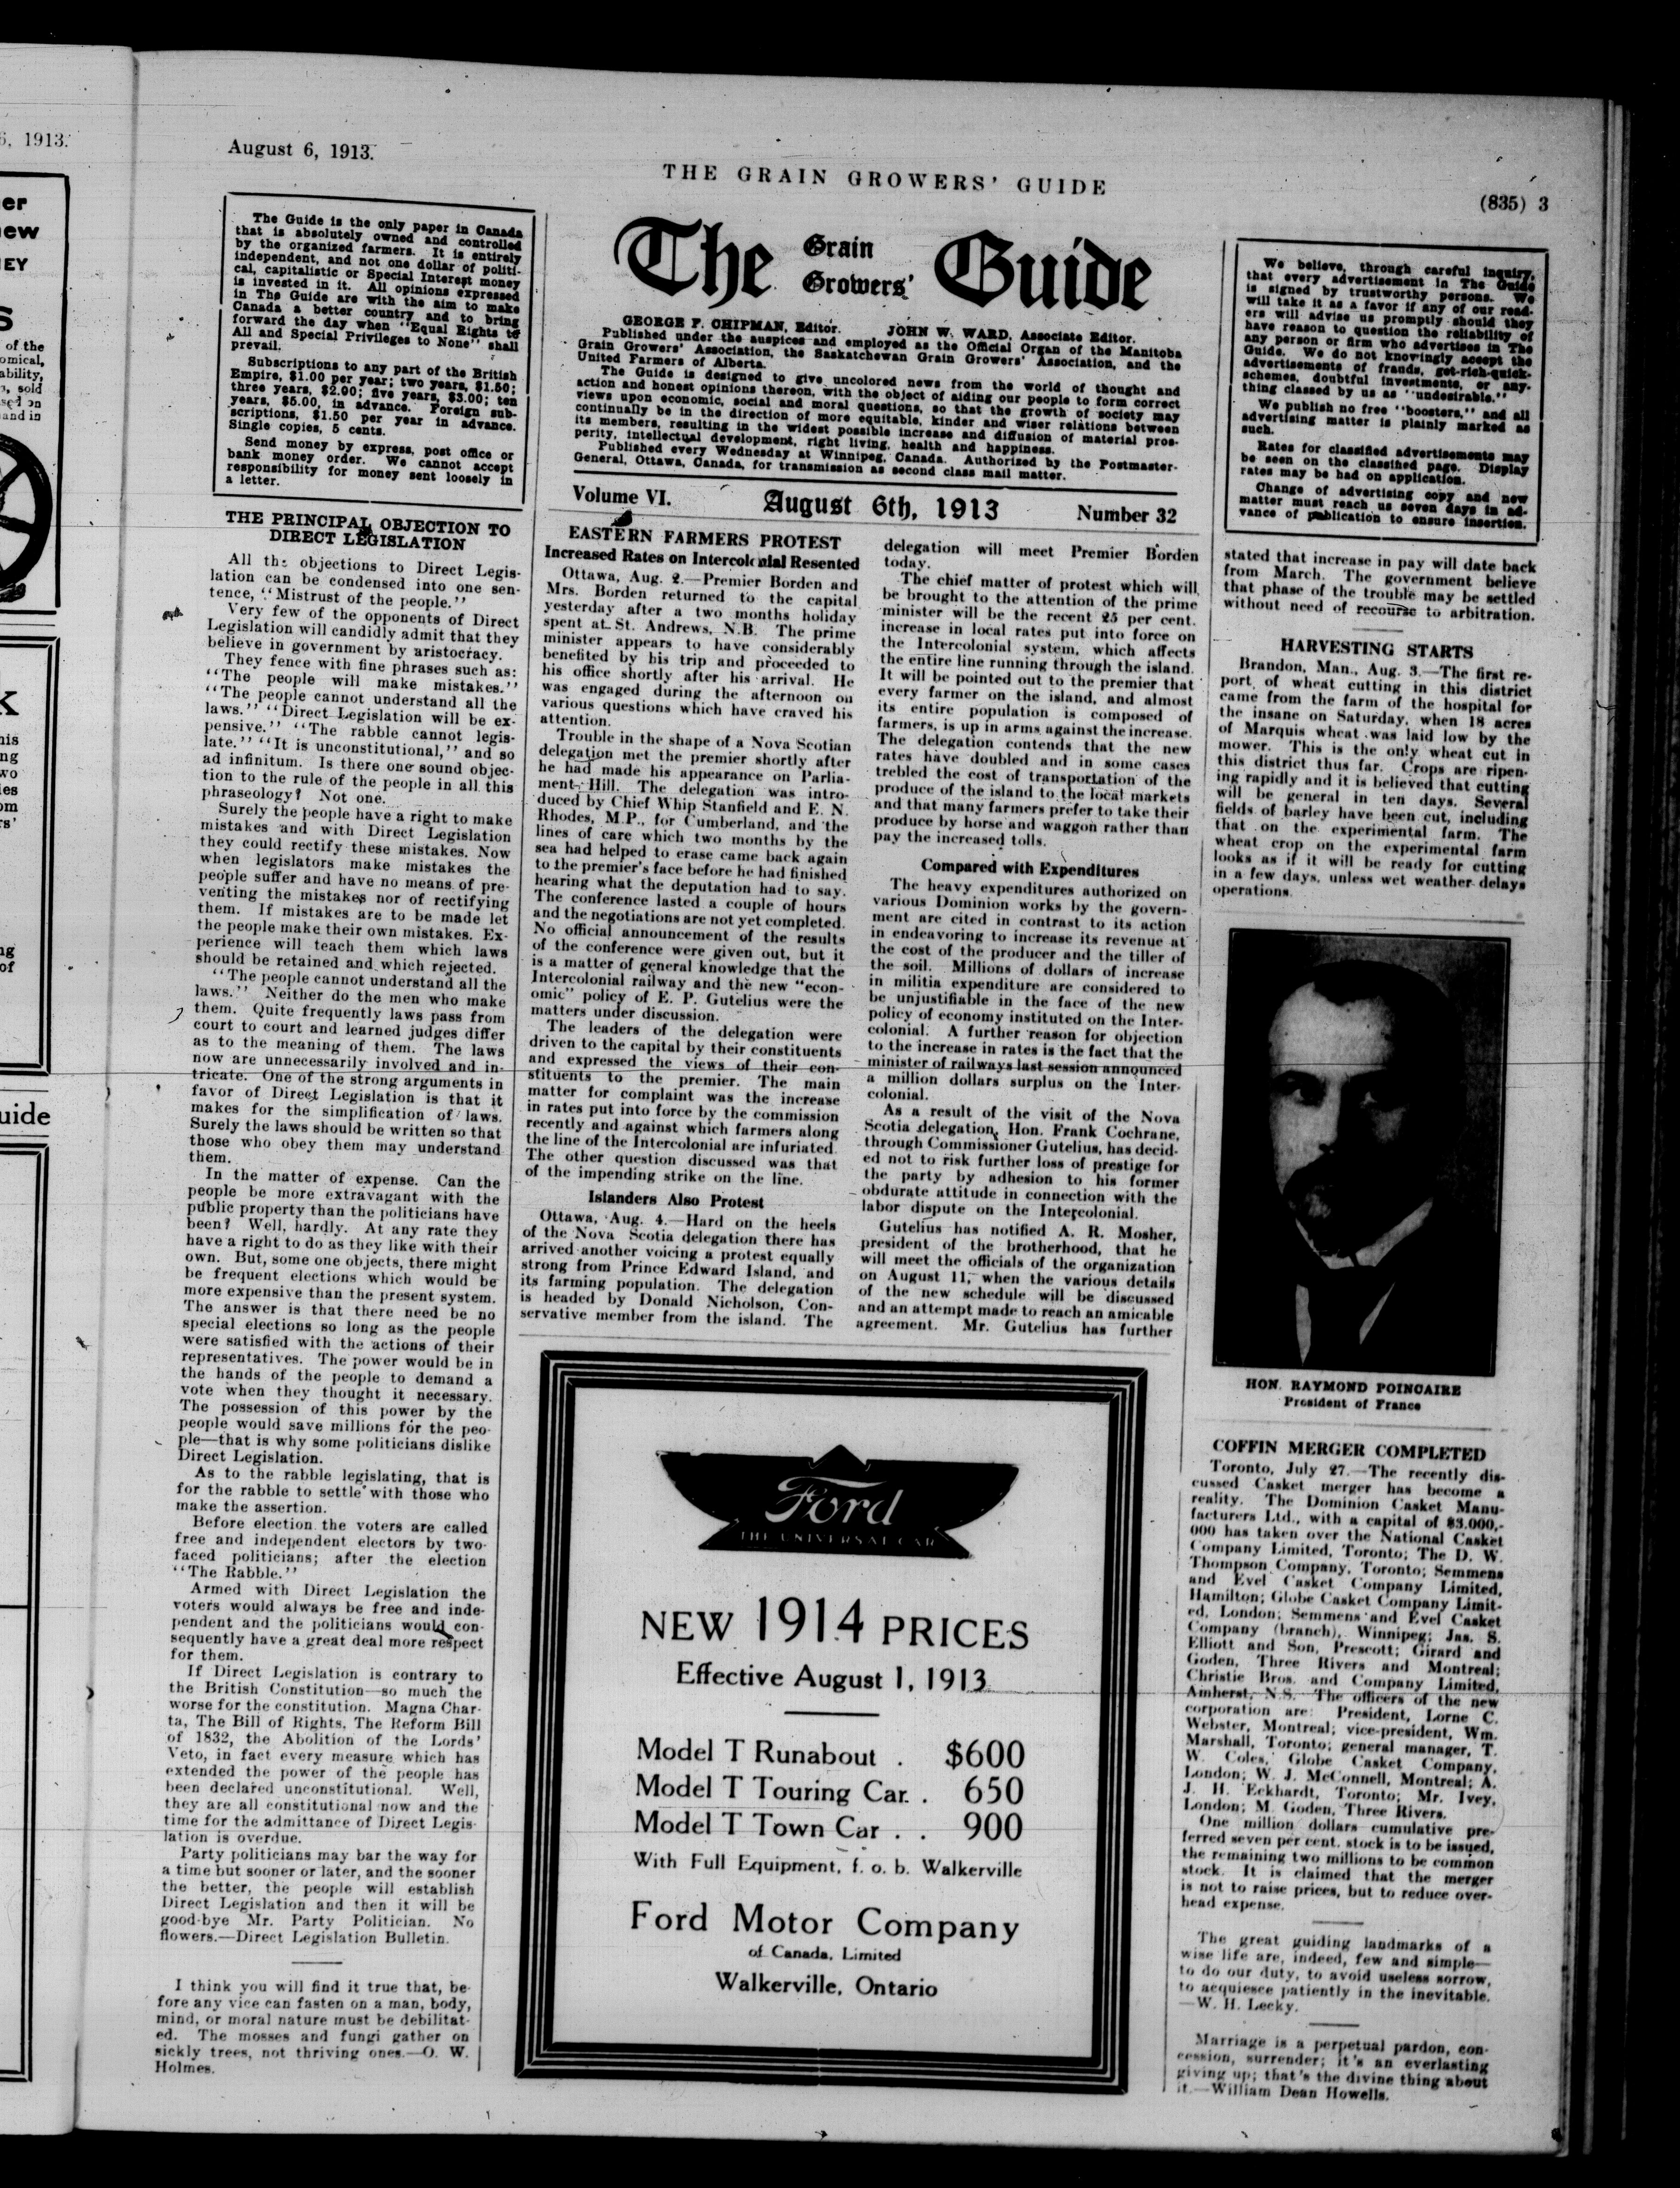 August 6, 1913.
THE GRAIN GROWERS' GUIDE
(835) 3
The Guide is the only paper in Canada
that is absolutely owned and controlled
by the organized farmers. It is entirely
independent, and not one dollar of politi-
cal, capitalistic or Special Interest money
is invested in it. All opinions expressed
in The Guide are with the aim to make
Canada a better country and to bring
forward the day when "Equal Rights to
All and Special Privileges to None" shall
prevail.
Subscriptions to any part of the British
Empire, $1.00 per year; two years, $1.50;
three years, $2.00; five years, $3.00; ten
years, $5.00, in advance. Foreign sub-
scriptions, $1.50 per year in advance.
Single copies, 5 cents.
Send money by express, post office or
bank money order. We cannot accept
responsibility for money sent loosely in
a letter.
The Grain Growers' Guide
GEORGE F. CHIPMAN, Editor. JOHN W. WARD, Associate Editor.
Published under the auspices and employed as the Official Organ of the Manitoba
Grain Growers' Association, the Saskatchewan Grain Growers' Association, and the
United Farmers of Alberta.
The Guide is designed to give uncolored news from the world of thought and
action and honest opinions thereon, with the object of aiding our people to form correct
views upon economic, social and moral questions, so that the growth of society may
continually be in the direction of more equitable, kinder and wiser relations between
its members, resulting in the widest possible increase and diffusion of material pros-
perity, intellectual development, right living, health and happiness.
Published every Wednesday at Winnipeg, Canada. Authorized by the Postmaster-
General, Ottawa, Canada, for transmission as second class mail matter.
Volume VI. August 6th, 1913 Number 32
We believe, through careful inquiry,
that every advertisement in The Guide
is signed by trustworthy persons. We
will take it as a favor if any of our read-
ers will advise us promptly should they
have reason to question the reliability of
any person or firm who advertises in The
Guide. We do not knowingly accept the
advertisements of frauds, get-rich-quick-
schemes, doubtful investments, or any-
thing classed by us as "undesirable."
We publish no free "boosters," and all
advertising matter is plainly marked as
such.
Rates for classified advertisements may
be seen on the classified page. Display
rates may be had on application.
Change of advertising copy and new
matter must reach us seven days in ad-
vance of publication to ensure insertion.
THE PRINCIPAL OBJECTION TO
DIRECT LEGISLATION
All the objections to Direct Legis-
lation can be condensed into one sen-
tence, "Mistrust of the people."
Very few of the opponents of Direct
Legislation will candidly admit that they
believe in government by aristocracy.
They fence with fine phrases such as:
"The people will make mistakes."
"The people cannot understand all the
laws." "Direct Legislation will be ex-
pensive." "The rabble cannot legis-
late." "It is unconstitutional," and so
ad infinitum. Is there one sound objec-
tion to the rule of the people in all this
phraseology? Not one.
Surely the people have a right to make
mistakes and with Direct Legislation
they could rectify these mistakes. Now
when legislators make mistakes the
people suffer and have no means of pre-
venting the mistakes nor of rectifying
them. If mistakes are to be made let
the people make their own mistakes. Ex-
perience will teach them which laws
should be retained and which rejected.
"The people cannot understand all the
laws." Neither do the men who make
them. Quite frequently laws pass from
court to court and learned judges differ
as to the meaning of them. The laws
now are unnecessarily involved and in-
tricate. One of the strong arguments in
favor of Direct Legislation is that it
makes for the simplification of laws.
Surely the laws should be written so that
those who obey them may understand
them.
In the matter of expense. Can the
people be more extravagant with the
public property than the politicians have
been? Well, hardly. At any rate they
have a right to do as they like with their
own. But, some one objects, there might
be frequent elections which would be
more expensive than the present system.
The answer is that there need be no
special elections so long as the people
were satisfied with the actions of their
representatives. The power would be in
the hands of the people to demand a
vote when they thought it necessary.
The possession of this power by the
people would save millions for the peo-
ple—that is why some politicians dislike
Direct Legislation.
As to the rabble legislating, that is
for the rabble to settle with those who
make the assertion.
Before election the voters are called
free and independent electors by two-
faced politicians; after the election
"The Rabble."
Armed with Direct Legislation the
voters would always be free and inde-
pendent and the politicians would con-
sequently have a great deal more respect
for them.
If Direct Legislation is contrary to
the British Constitution—so much the
worse for the constitution. Magna Char-
ta, The Bill of Rights, The Reform Bill
of 1832, the Abolition of the Lords'
Veto, in fact every measure which has
extended the power of the people has
been declared unconstitutional. Well,
they are all constitutional now and the
time for the admittance of Direct Legis-
lation is overdue.
Party politicians may bar the way for
a time but sooner or later, and the sooner
the better, the people will establish
Direct Legislation and then it will be
good-bye Mr. Party Politician. No
flowers.—Direct Legislation Bulletin.
I think you will find it true that, be-
fore any vice can fasten on a man, body,
mind, or moral nature must be debilitat-
ed. The mosses and fungi gather on
sickly trees, not thriving ones.—O. W.
Holmes.
EASTERN FARMERS PROTEST
Increased Rates on Intercolonial Resented
Ottawa, Aug. 2.—Premier Borden and
Mrs. Borden returned to the capital
yesterday after a two months holiday
spent at St. Andrews, N.B. The prime
minister appears to have considerably
benefited by his trip and proceeded to
his office shortly after his arrival. He
was engaged during the afternoon on
various questions which have craved his
attention.
Trouble in the shape of a Nova Scotian
delegation met the premier shortly after
he had made his appearance on Parlia-
ment Hill. The delegation was intro-
duced by Chief Whip Stanfield and E. N.
Rhodes, M.P., for Cumberland, and the
lines of care which two months by the
sea had helped to erase came back again
to the premier's face before he had finished
hearing what the deputation had to say.
The conference lasted a couple of hours
and the negotiations are not yet completed.
No official announcement of the results
of the conference were given out, but it
is a matter of general knowledge that the
Intercolonial railway and the new "econ-
omic" policy of E. P. Gutelius were the
matters under discussion.
The leaders of the delegation were
driven to the capital by their constituents
and expressed the views of their con-
stituents to the premier. The main
matter for complaint was the increase
in rates put into force by the commission
recently and against which farmers along
the line of the Intercolonial are infuriated.
The other question discussed was that
of the impending strike on the line.
Islanders Also Protest
Ottawa, Aug. 4.—Hard on the heels
of the Nova Scotia delegation there has
arrived another voicing a protest equally
strong from Prince Edward Island, and
its farming population. The delegation
is headed by Donald Nicholson, Con-
servative member from the island. The
delegation will meet Premier Borden
today.
The chief matter of protest which will
be brought to the attention of the prime
minister will be the recent 25 per cent.
increase in local rates put into force on
the Intercolonial system, which affects
the entire line running through the island.
It will be pointed out to the premier that
every farmer on the island, and almost
its entire population is composed of
farmers, is up in arms against the increase.
The delegation contends that the new
rates have doubled and in some cases
trebled the cost of transportation of the
produce of the island to the local markets
and that many farmers prefer to take their
produce by horse and waggon rather than
pay the increased tolls.
Compared with Expenditures
The heavy expenditures authorized on
various Dominion works by the govern-
ment are cited in contrast to its action
in endeavoring to increase its revenue at
the cost of the producer and the tiller of
the soil. Millions of dollars of increase
in militia expenditure are considered to
be unjustifiable in the face of the new
policy of economy instituted on the Inter-
colonial. A further reason for objection
to the increase in rates is the fact that the
minister of railways last session announced
a million dollars surplus on the Inter-
colonial.
As a result of the visit of the Nova
Scotia delegation, Hon. Frank Cochrane,
through Commissioner Gutelius, has decid-
ed not to risk further loss of prestige for
the party by adhesion to his former
obdurate attitude in connection with the
labor dispute on the Intercolonial.
Gutelius has notified A. R. Mosher,
president of the brotherhood, that he
will meet the officials of the organization
on August 11, when the various details
of the new schedule will be discussed
and an attempt made to reach an amicable
agreement. Mr. Gutelius has further
stated that increase in pay will date back
from March. The government believe
that phase of the trouble may be settled
without need of recourse to arbitration.
HARVESTING STARTS
Brandon, Man., Aug. 3.—The first re-
port of wheat cutting in this district
came from the farm of the hospital for
the insane on Saturday, when 18 acres
of Marquis wheat was laid low by the
mower. This is the only wheat cut in
this district thus far. Crops are ripen-
ing rapidly and it is believed that cutting
will be general in ten days. Several
fields of barley have been cut, including
that on the experimental farm. The
wheat crop on the experimental farm
looks as if it will be ready for cutting
in a few days, unless wet weather delays
operations.
HON. RAYMOND POINCAIRE
President of France
COFFIN MERGER COMPLETED
Toronto, July 27.—The recently dis-
cussed Casket merger has become a
reality. The Dominion Casket Manu-
facturers Ltd., with a capital of $3,000,-
000 has taken over the National Casket
Company Limited, Toronto; The D. W.
Thompson Company, Toronto; Semmens
and Evel Casket Company Limited,
Hamilton; Globe Casket Company Limit-
ed, London; Semmens and Evel Casket
Company (branch), Winnipeg; Jas. S.
Elliott and Son, Prescott; Girard and
Goden, Three Rivers and Montreal;
Christie Bros. and Company Limited,
Amherst, N.S. The officers of the new
corporation are: President, Lorne C.
Webster, Montreal; vice-president, Wm.
Marshall, Toronto; general manager, T.
W. Coles, Globe Casket Company,
London; W. J. McConnell, Montreal; A.
J. H. Eckhardt, Toronto; Mr. Ivey,
London; M. Goden, Three Rivers.
One million dollars cumulative pre-
ferred seven per cent. stock is to be issued,
the remaining two millions to be common
stock. It is claimed that the merger
is not to raise prices, but to reduce over-
head expense.
The great guiding landmarks of a
wise life are, indeed, few and simple—
to do our duty, to avoid useless sorrow,
to acquiesce patiently in the inevitable.
—W. H. Lecky.
Marriage is a perpetual pardon, con-
cession, surrender; it's an everlasting
giving up; that's the divine thing about
it.—William Dean Howells.
Ford
THE UNIVERSAL CAR
NEW 1914 PRICES
Effective August 1, 1913
Model T Runabout . $600
Model T Touring Car . . 650
Model T Town Car . . 900
With Full Equipment, f. o. b. Walkerville
Ford Motor Company
of Canada, Limited
Walkerville, Ontario